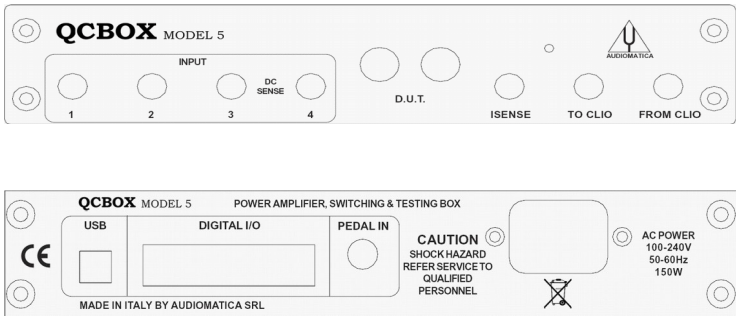 QCBOX MODEL 5
INPUT
DC
SENSE
1 2 3 4
D.U.T.
AUDIOMATICA
ISENSE TO CLIO FROM CLIO
QCBOX MODEL 5 POWER AMPLIFIER, SWITCHING & TESTING BOX
USB DIGITAL I/O PEDAL IN
CE
CAUTION
SHOCK HAZARD
REFER SERVICE TO
QUALIFIED
PERSONNEL
AC POWER
100-240V
50-60Hz
150W
MADE IN ITALY BY AUDIOMATICA SRL